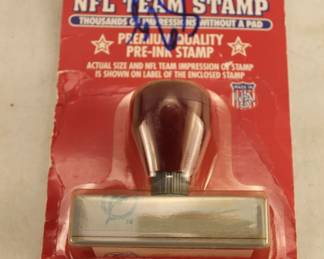 NFL TEAM STAMP
THOUSANDS OF IMPRESSIONS WITHOUT A PAD
PREMIUM QUALITY
PRE-INK STAMP
ACTUAL SIZE AND NFL TEAM IMPRESSION OF STAMP
IS SHOWN ON LABEL OF THE ENCLOSED STAMP
MADE IN
USA